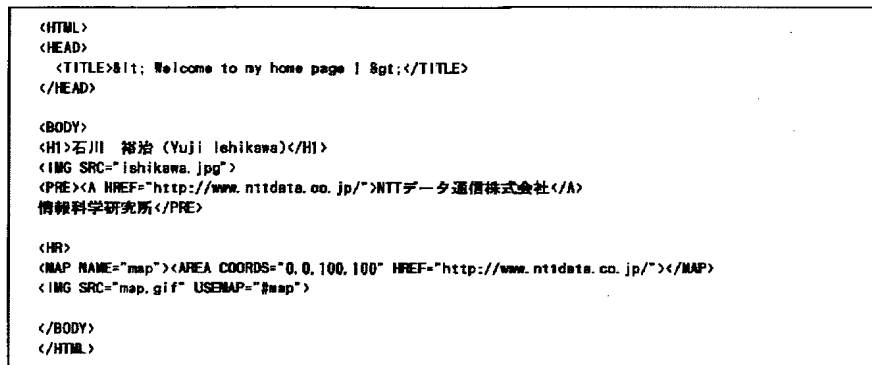 <HTML>
<HEAD>
<TITLE>&lt; Welcome to my home page ! &gt;</TITLE>
</HEAD>
<BODY>
<H1>石川 裕治 (Yuji Ishikawa)</H1>
<IMG SRC="ishikawa.jpg">
<PRE><A HREF="http://www.nttdata.co.jp/">NTTデータ通信株式会社</A>
情報科学研究所</PRE>
<HR>
<MAP NAME="map"><AREA COORDS="0,0,100,100" HREF="http://www.nttdata.co.jp/"></MAP>
<IMG SRC="map.gif" USEMAP="#map">
</BODY>
</HTML>